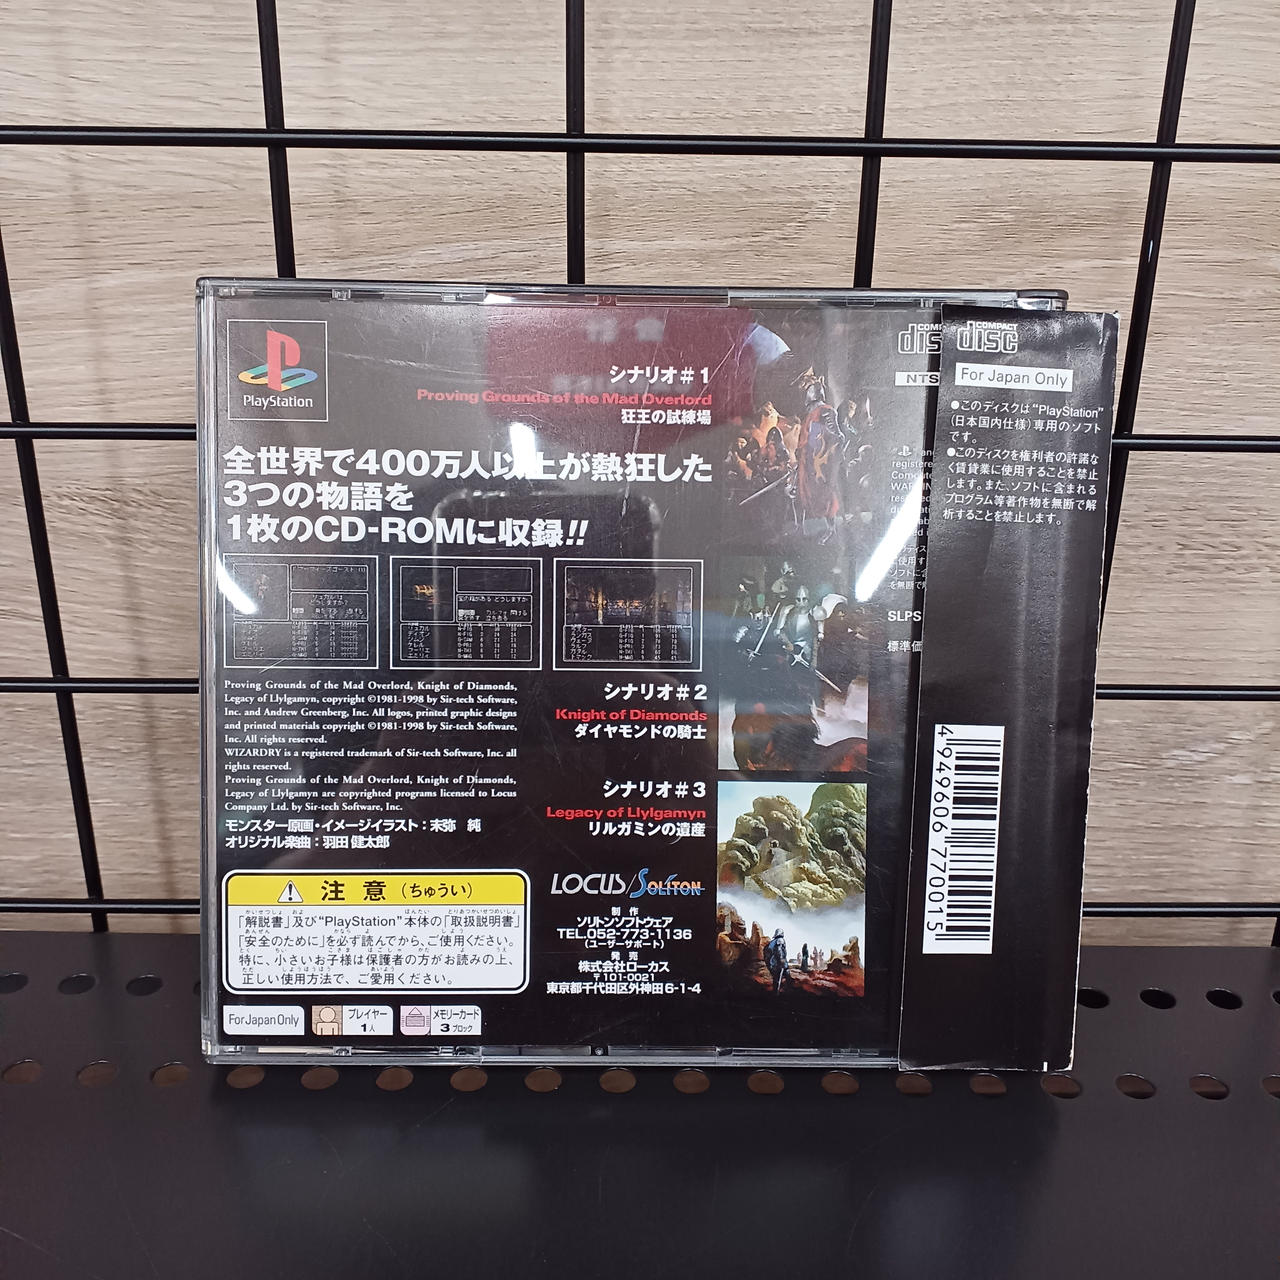 PlayStation
シナリオ#1
Proving Grounds of the Mad Overlord
狂王の試練場
全世界で400万人以上が熱狂した
3つの物語を
1枚のCD-ROMに収録!!
Proving Grounds of the Mad Overlord, Knight of Diamonds,
Legacy of Llylgamyn, copyright ©1981-1998 by Sir-tech Software,
Inc. and Andrew Greenberg, Inc. All logos, printed graphic designs
and printed materials copyright ©1981-1998 by Sir-tech Software,
Inc. All rights reserved.
WIZARDRY is a registered trademark of Sir-tech Software, Inc. all
rights reserved.
Proving Grounds of the Mad Overlord, Knight of Diamonds,
Legacy of Llylgamyn are copyrighted programs licensed to Locus
Company Ltd. by Sir-tech Software, Inc.
モンスター原画・イメージイラスト：末弥 純
オリジナル楽曲：羽田 健太郎
シナリオ#2
Knight of Diamonds
ダイヤモンドの騎士
シナリオ#3
Legacy of Llylgamyn
リルガミンの遺産
注意（ちゅうい）
「解説書」及び“PlayStation”本体の「取扱説明書」
「安全のために」を必ず読んでから、ご使用ください。
特に、小さいお子様は保護者の方がお読みの上、
正しい使用方法で、ご愛用ください。
For Japan Only
プレイヤー
1人
メモリーカード
3ブロック
LOCUS/SOLITON
制作
ソリトンソフトウェア
TEL.052-773-1136
（ユーザーサポート）
発売
株式会社ローカス
〒101-0021
東京都千代田区外神田6-1-4
NTS
SLPS
標準価
COMPACT
disc
For Japan Only
●このディスクは“PlayStation”
（日本国内仕様）専用のソフト
です。
●このディスクを権利者の許諾な
く賃貸業に使用することを禁止
します。また、ソフトに含まれる
プログラム等著作物を無断で解
析することを禁止します。
4949606770015